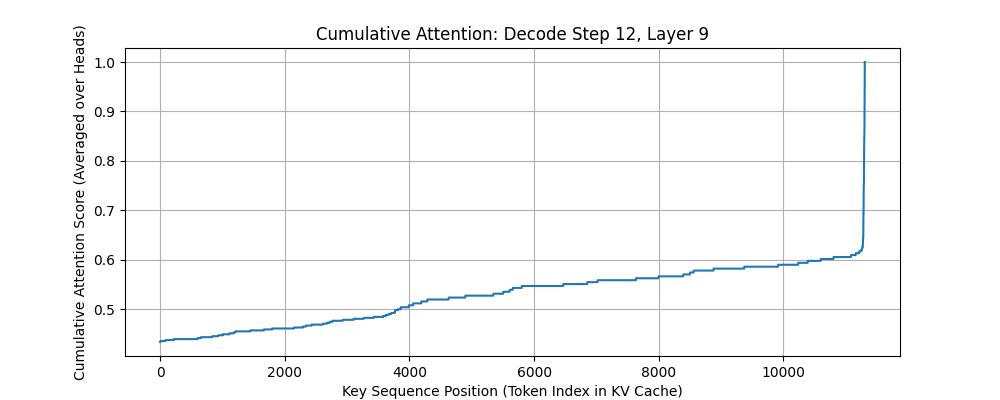 Cumulative Attention: Decode Step 12, Layer 9
Cumulative Attention Score (Averaged over Heads)
1.0
0.9
0.8
0.7
0.6
0.5
0 2000 4000 6000 8000 10000
Key Sequence Position (Token Index in KV Cache)